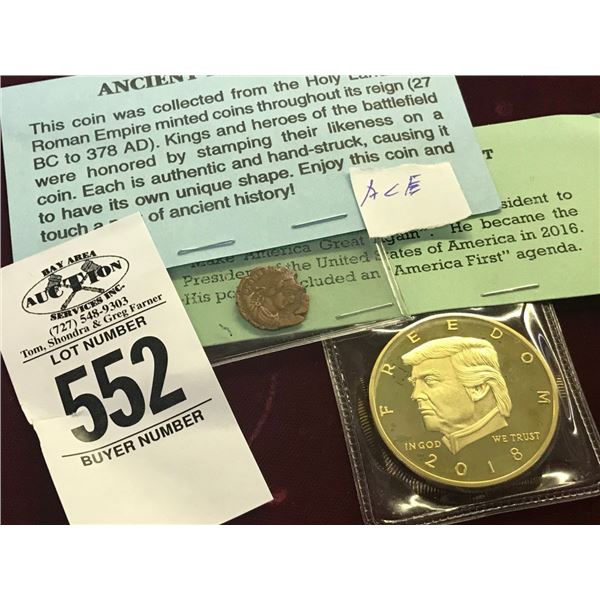 ANCIENT
This coin was collected from the Holy Lan
Roman Empire minted coins throughout its reign (27
BC to 378 AD). Kings and heroes of the battlefield
were honored by stamping their likeness on a
coin. Each is authentic and hand-struck, causing it
to have its own unique shape. Enjoy this coin and
touch a of ancient history!
ACE
T
sident to
Make America Great Again". He became the
President of the United States of America in 2016.
His po cluded an "America First" agenda.
BAY AREA
AUCTION
SERVICES INC.
(727) 548-9303
Tom, Shondra & Greg Farner
LOT NUMBER
552
BUYER NUMBER
FREEDOM
IN GOD WE TRUST
2018